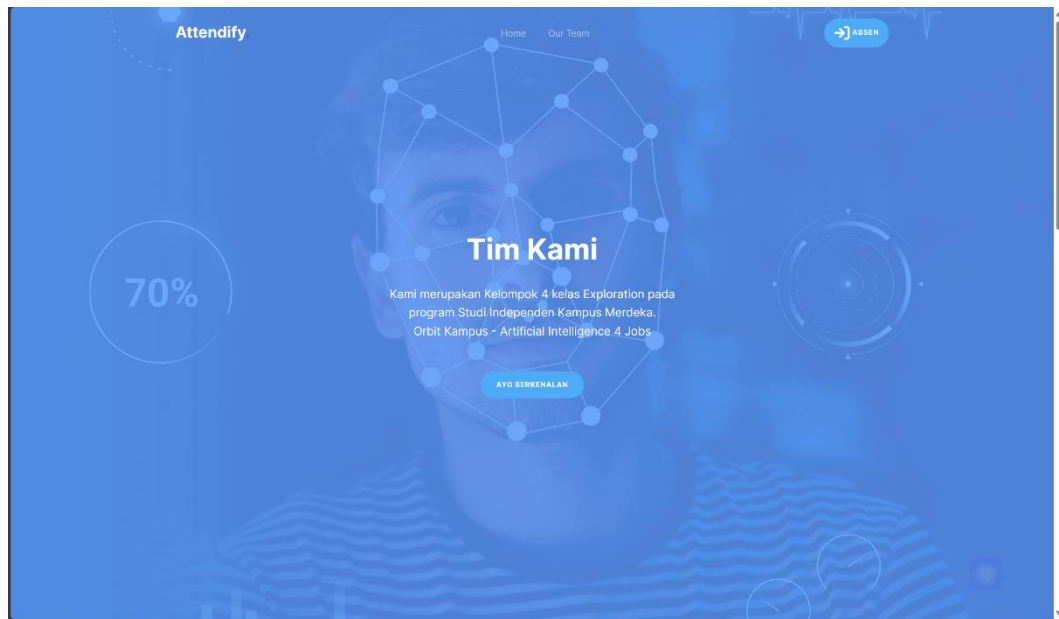 Attendify
Home
Our Team
ABSEN
Tim Kami
70%
Kami merupakan Kelompok 4 kelas Exploration pada
program Studi Independen Kampus Merdeka.
Orbit Kampus - Artificial Intelligence 4 Jobs
AYO BERKENALAN